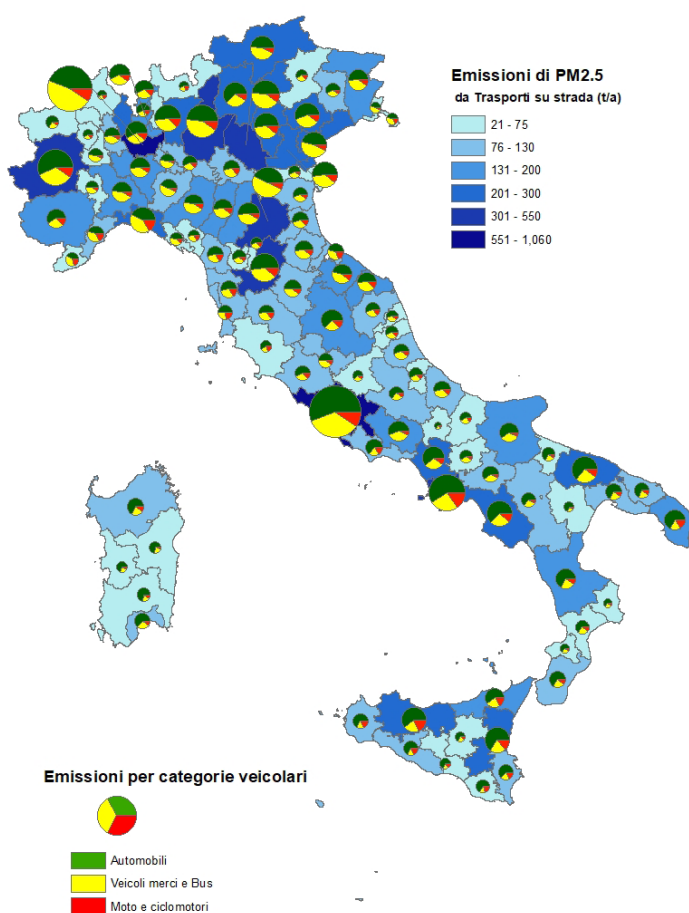 Emissioni di PM2.5
da Trasporti su strada (t/a)
21 - 75
76 - 130
131 - 200
201 - 300
301 - 550
551 - 1,060
Emissioni per categorie veicolari
Automobili
Veicoli merci e Bus
Moto e ciclomotori